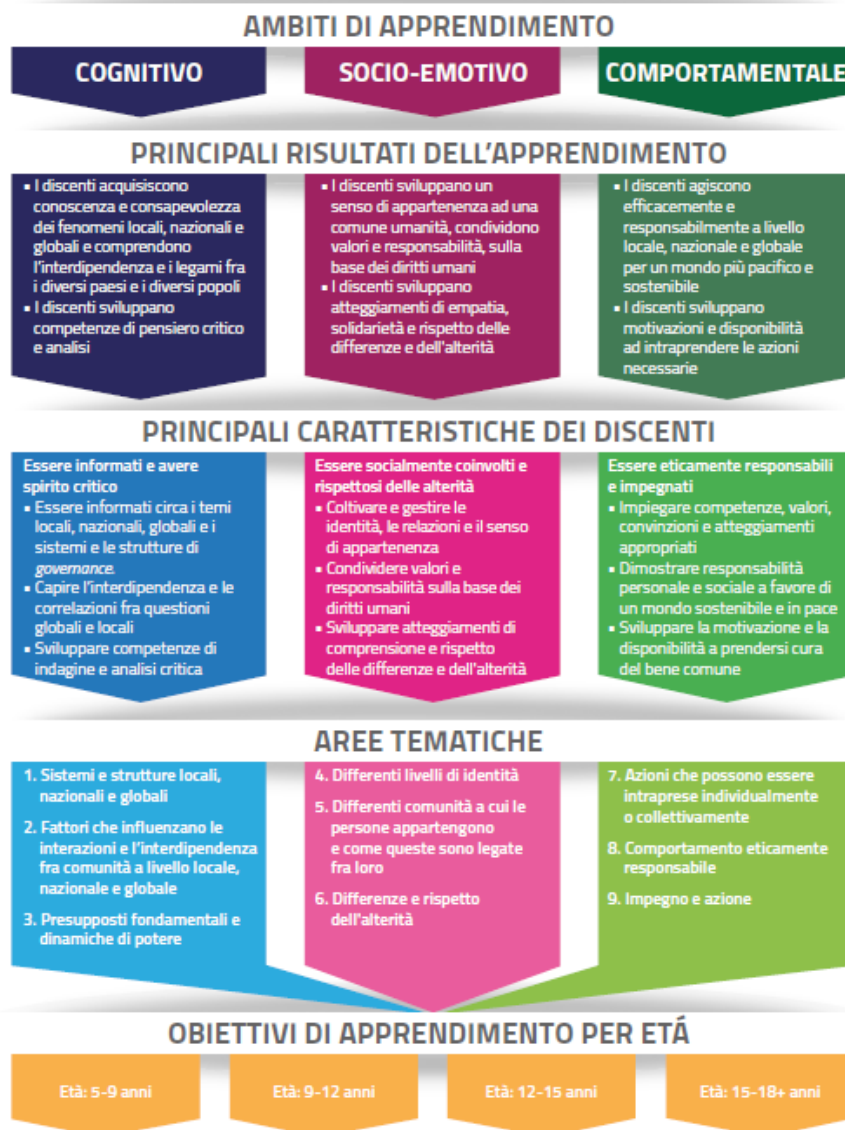 AMBITI DI APPRENDIMENTO
COGNITIVO
SOCIO-EMOTIVO
COMPORTAMENTALE
PRINCIPALI RISULTATI DELL'APPRENDIMENTO
▪ I discenti acquisiscono
conoscenza e consapevolezza
dei fenomeni locali, nazionali e
globali e comprendono
l'interdipendenza e i legami fra
i diversi paesi e i diversi popoli
▪ I discenti sviluppano
competenze di pensiero critico
e analisi
▪ I discenti sviluppano un
senso di appartenenza ad una
comune umanità, condividono
valori e responsabilità, sulla
base dei diritti umani
▪ I discenti sviluppano
atteggiamenti di empatia,
solidarietà e rispetto delle
differenze e dell'alterità
▪ I discenti agiscono
efficacemente e
responsabilmente a livello
locale, nazionale e globale
per un mondo più pacifico e
sostenibile
▪ I discenti sviluppano
motivazioni e disponibilità
ad intraprendere le azioni
necessarie
PRINCIPALI CARATTERISTICHE DEI DISCENTI
Essere informati e avere
spirito critico
▪ Essere informati circa i temi
locali, nazionali, globali e i
sistemi e le strutture di
governance.
▪ Capire l'interdipendenza e le
correlazioni fra questioni
globali e locali
▪ Sviluppare competenze di
indagine e analisi critica
Essere socialmente coinvolti e
rispettosi delle alterità
▪ Coltivare e gestire le
identità, le relazioni e il senso
di appartenenza
▪ Condividere valori e
responsabilità sulla base dei
diritti umani
▪ Sviluppare atteggiamenti di
comprensione e rispetto
delle differenze e dell'alterità
Essere eticamente responsabili
e impegnati
▪ Impiegare competenze, valori,
convinzioni e atteggiamenti
appropriati
▪ Dimostrare responsabilità
personale e sociale a favore di
un mondo sostenibile e in pace
▪ Sviluppare la motivazione e la
disponibilità a prendersi cura
del bene comune
AREE TEMATICHE
1. Sistemi e strutture locali,
nazionali e globali
2. Fattori che influenzano le
interazioni e l'interdipendenza
fra comunità a livello locale,
nazionale e globale
3. Presupposti fondamentali e
dinamiche di potere
4. Differenti livelli di identità
5. Differenti comunità a cui le
persone appartengono
e come queste sono legate
fra loro
6. Differenze e rispetto
dell'alterità
7. Azioni che possono essere
intraprese individualmente
o collettivamente
8. Comportamento eticamente
responsabile
9. Impegno e azione
OBIETTIVI DI APPRENDIMENTO PER ETÁ
Età: 5-9 anni
Età: 9-12 anni
Età: 12-15 anni
Età: 15-18+ anni